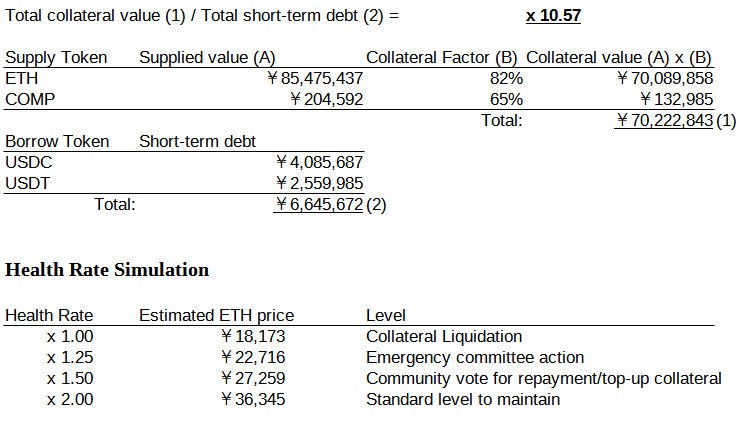 Total collateral value (1) / Total short-term debt (2) = x 10.57
Supply Token Supplied value (A) Collateral Factor (B) Collateral value (A) x (B)
ETH ￥85,475,437 82% ￥70,089,858
COMP ￥204,592 65% ￥132,985
Total: ￥70,222,843 (1)
Borrow Token Short-term debt
USDC ￥4,085,687
USDT ￥2,559,985
Total: ￥6,645,672 (2)
Health Rate Simulation
Health Rate Estimated ETH price Level
x 1.00 ￥18,173 Collateral Liquidation
x 1.25 ￥22,716 Emergency committee action
x 1.50 ￥27,259 Community vote for repayment/top-up collateral
x 2.00 ￥36,345 Standard level to maintain